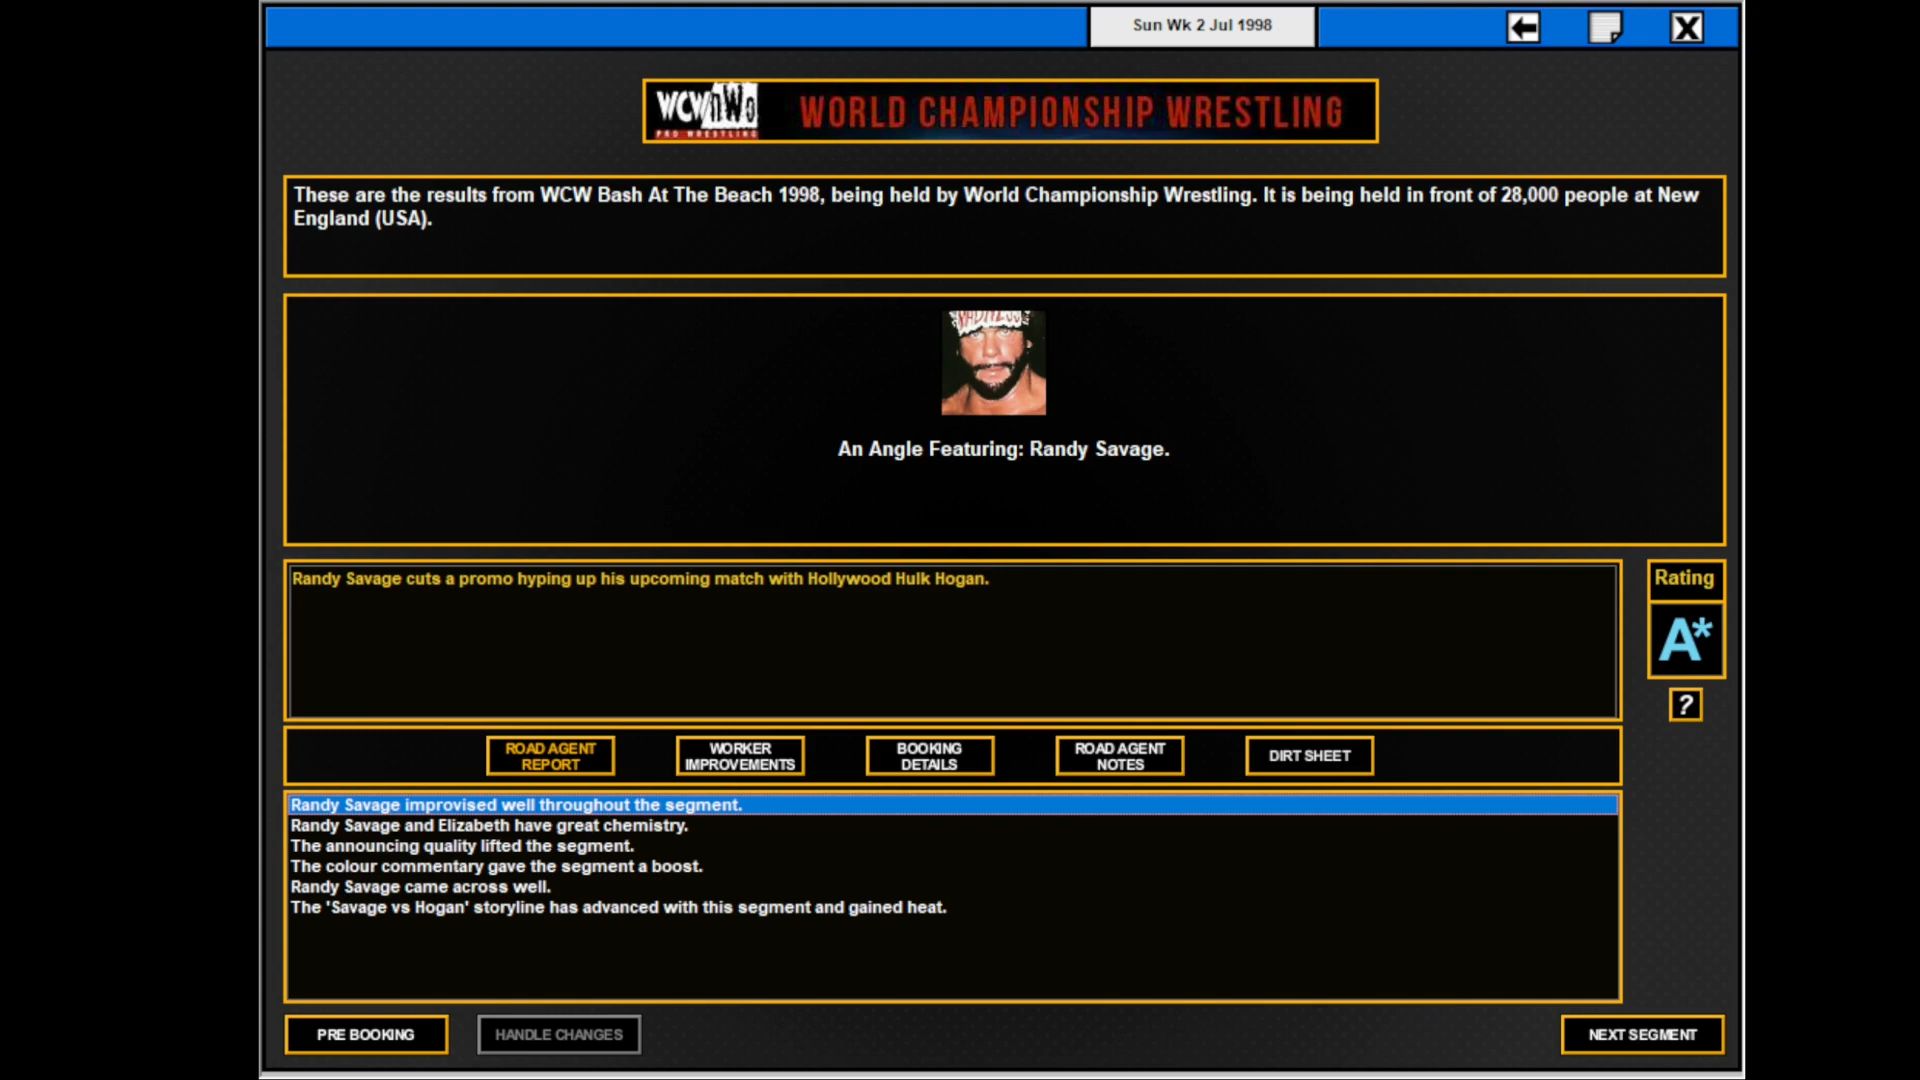 Sun Wk 2 Jul 1998
WCW nWo
PRO WRESTLING
WORLD CHAMPIONSHIP WRESTLING
These are the results from WCW Bash At The Beach 1998, being held by World Championship Wrestling. It is being held in front of 28,000 people at New
England (USA).
MADNESS
An Angle Featuring: Randy Savage.
Randy Savage cuts a promo hyping up his upcoming match with Hollywood Hulk Hogan.
Rating
A*
?
ROAD AGENT
REPORT
WORKER
IMPROVEMENTS
BOOKING
DETAILS
ROAD AGENT
NOTES
DIRT SHEET
Randy Savage improvised well throughout the segment.
Randy Savage and Elizabeth have great chemistry.
The announcing quality lifted the segment.
The colour commentary gave the segment a boost.
Randy Savage came across well.
The 'Savage vs Hogan' storyline has advanced with this segment and gained heat.
PRE BOOKING
HANDLE CHANGES
NEXT SEGMENT